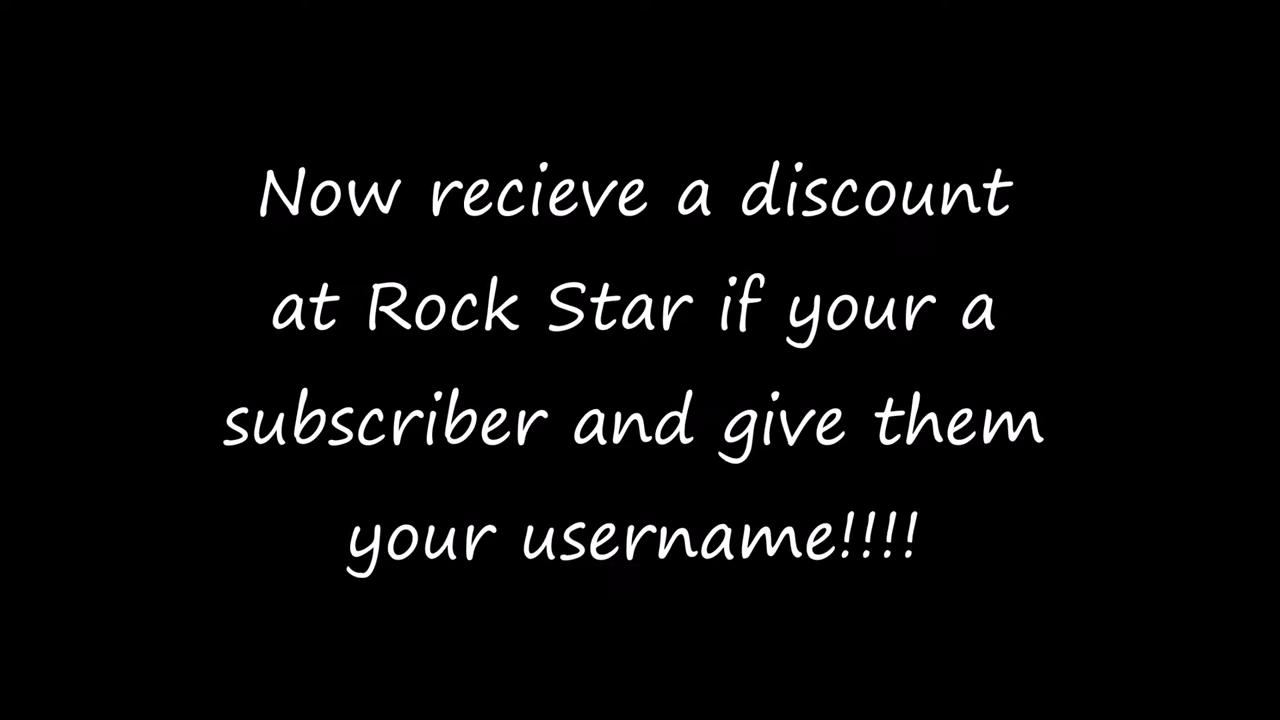 Now recieve a discount
at Rock Star if your a
subscriber and give them
your username!!!!